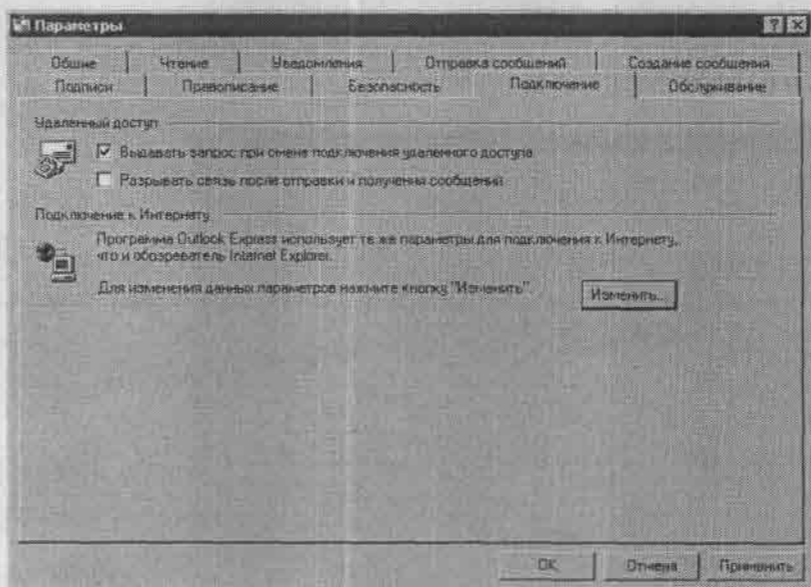 Параметры
Общие Чтение Уведомления Отправка сообщений Создание сообщения
Подписи Правописание Безопасность Подключение Обслуживание
Удаленный доступ
Выдавать запрос при смене подключения удаленного доступа
Разрывать связь после отправки и получения сообщений
Подключение к Интернету
Программа Outlook Express использует те же параметры для подключения к Интернету,
что и обозреватель Internet Explorer.
Для изменения данных параметров нажмите кнопку "Изменить".
Изменить...
OK Отмена Применить